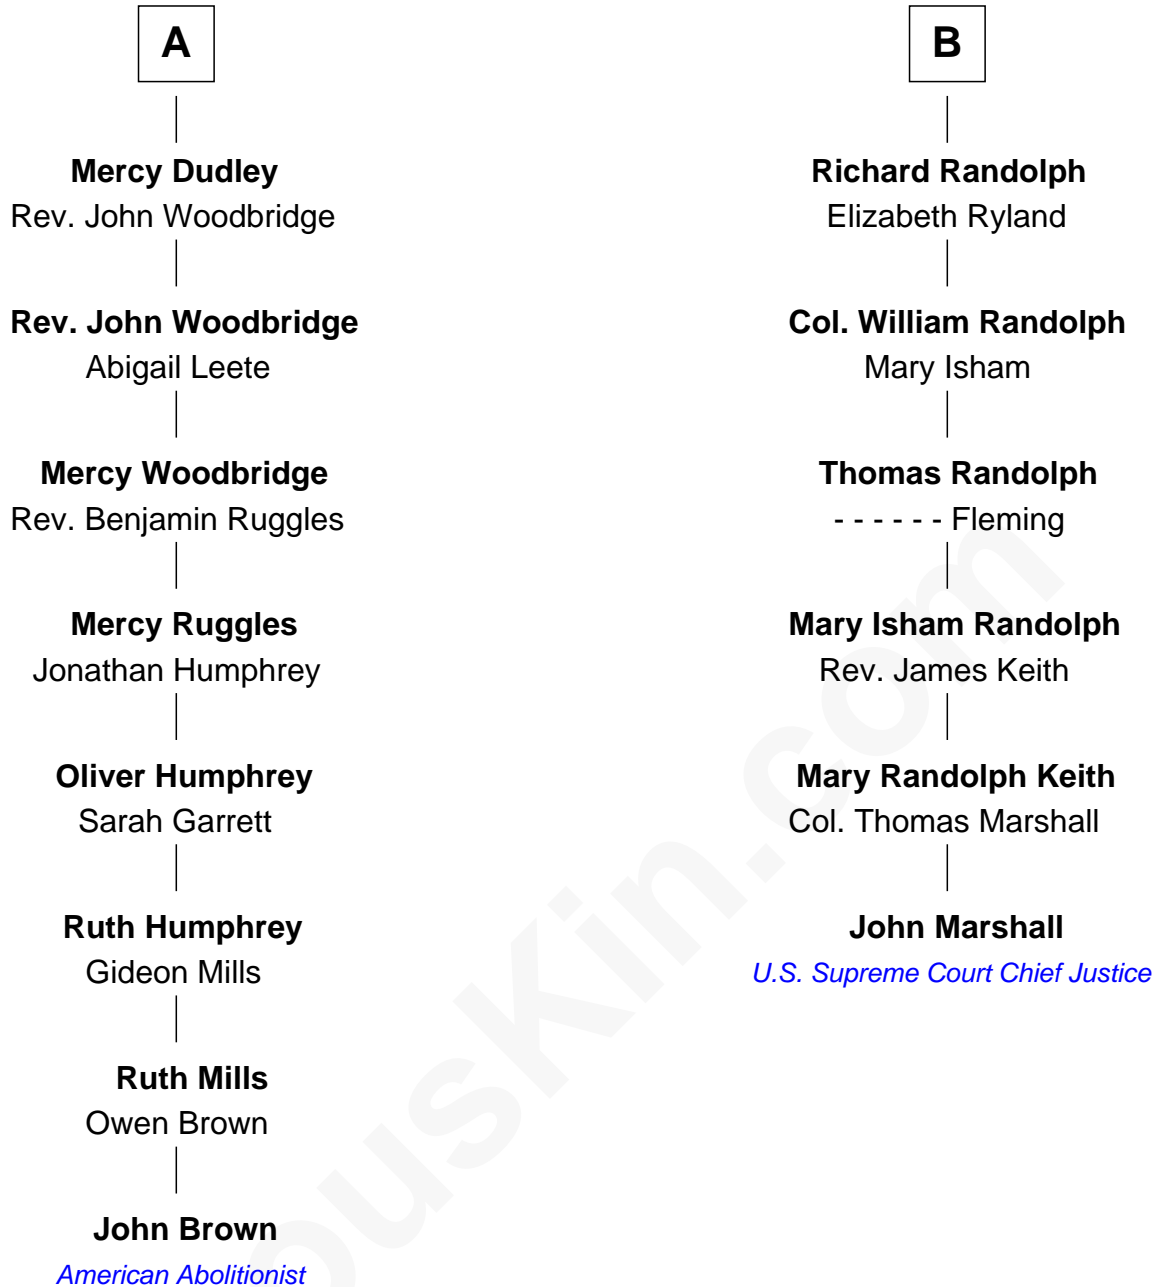 A
Mercy Dudley
Rev. John Woodbridge
Rev. John Woodbridge
Abigail Leete
Mercy Woodbridge
Rev. Benjamin Ruggles
Mercy Ruggles
Jonathan Humphrey
Oliver Humphrey
Sarah Garrett
Ruth Humphrey
Gideon Mills
Ruth Mills
Owen Brown
John Brown
American Abolitionist
B
Richard Randolph
Elizabeth Ryland
Col. William Randolph
Mary Isham
Thomas Randolph
- - - - - - Fleming
Mary Isham Randolph
Rev. James Keith
Mary Randolph Keith
Col. Thomas Marshall
John Marshall
U.S. Supreme Court Chief Justice
ousKin.com